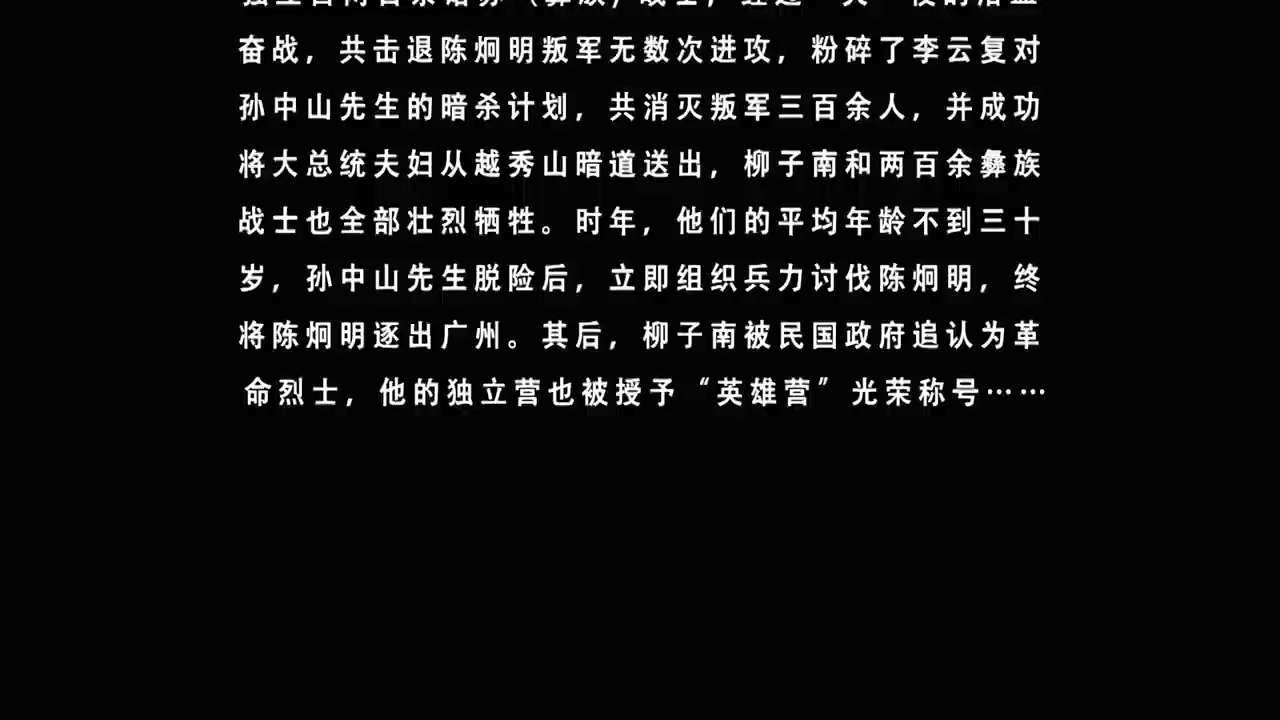 奋战，共击退陈炯明叛军无数次进攻，粉碎了李云复对
孙中山先生的暗杀计划，共消灭叛军三百余人，并成功
将大总统夫妇从越秀山暗道送出，柳子南和两百余彝族
战士也全部壮烈牺牲。时年，他们的平均年龄不到三十
岁，孙中山先生脱险后，立即组织兵力讨伐陈炯明，终
将陈炯明逐出广州。其后，柳子南被民国政府追认为革
命烈士，他的独立营也被授予“英雄营”光荣称号……